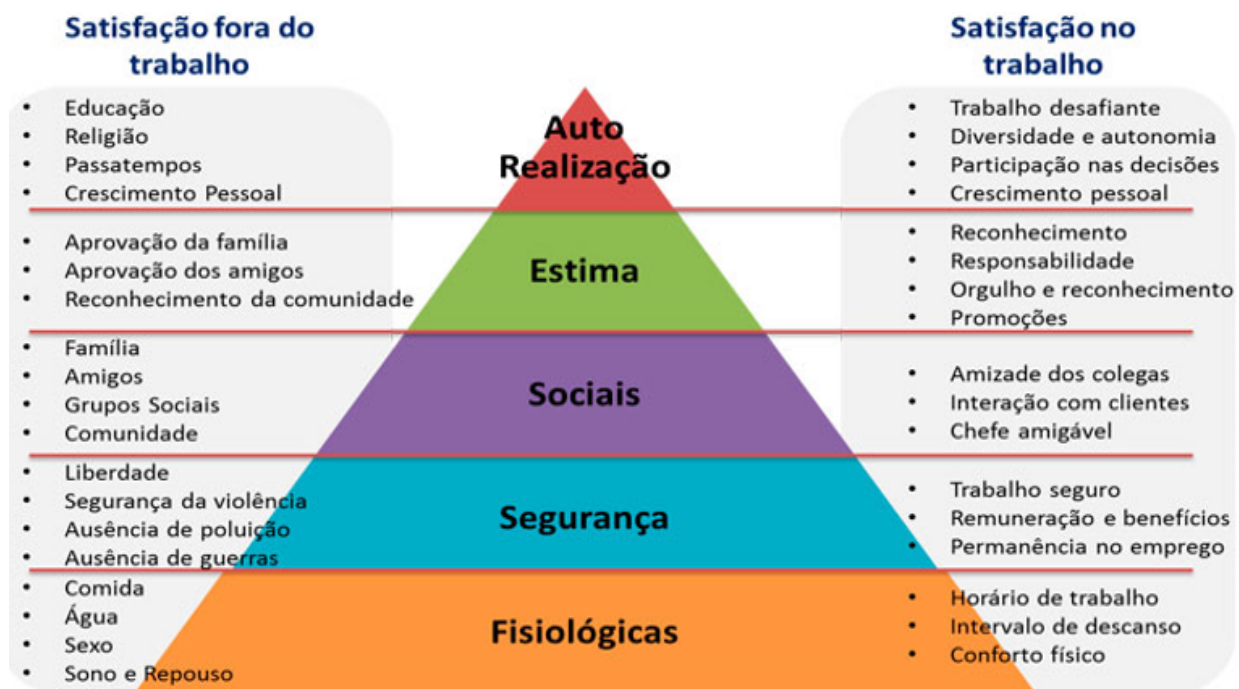 Satisfação fora do
trabalho
• Educação
• Religião
• Passatempos
• Crescimento Pessoal
• Aprovação da família
• Aprovação dos amigos
• Reconhecimento da comunidade
• Família
• Amigos
• Grupos Sociais
• Comunidade
• Liberdade
• Segurança da violência
• Ausência de poluição
• Ausência de guerras
• Comida
• Água
• Sexo
• Sono e Repouso
Auto
Realização
Estima
Sociais
Segurança
Fisiológicas
Satisfação no
trabalho
• Trabalho desafiante
• Diversidade e autonomia
• Participação nas decisões
• Crescimento pessoal
• Reconhecimento
• Responsabilidade
• Orgulho e reconhecimento
• Promoções
• Amizade dos colegas
• Interação com clientes
• Chefe amigável
• Trabalho seguro
• Remuneração e benefícios
• Permanência no emprego
• Horário de trabalho
• Intervalo de descanso
• Conforto físico